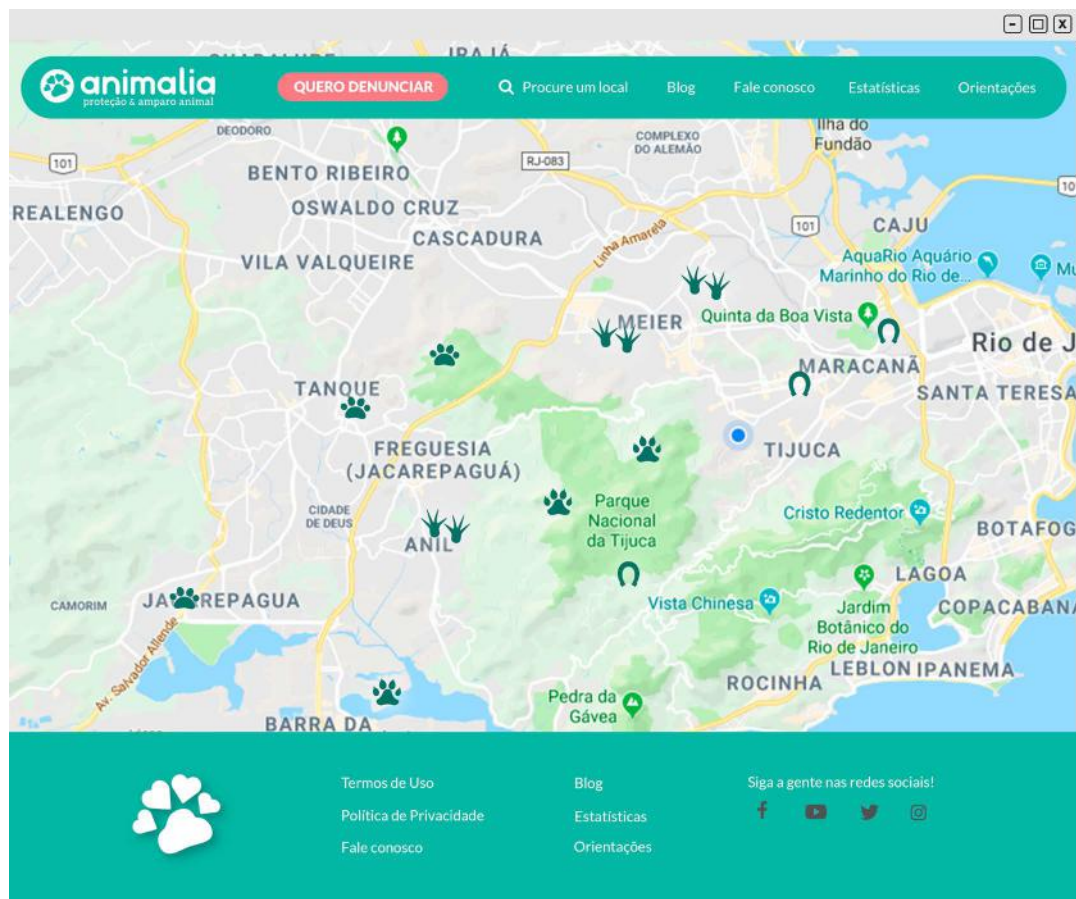 IRAJÁ
animalia
proteção & amparo animal
QUERO DENUNCIAR
Procure um local
Blog
Fale conosco
Estatísticas
Orientações
DEODORO
COMPLEXO
DO ALEMÃO
Ilha do
Fundão
101
RJ-083
BENTO RIBEIRO
10
REALENGO
OSWALDO CRUZ
101
CAJU
CASCADURA
Linha Amarela
VILA VALQUEIRE
AquaRio Aquário
Marinho do Rio de...
Mu
MEIER
Quinta da Boa Vista
Rio de J
MARACANÃ
TANQUE
SANTA TERESA
FREGUESIA
(JACAREPAGUÁ)
TIJUCA
Parque
Nacional
da Tijuca
CIDADE
DE DEUS
Cristo Redentor
BOTAFOG
ANIL
LAGOA
CAMORIM
JACAREPAGUA
Vista Chinesa
Jardim
Botânico do
Rio de Janeiro
COPACABANA
Av. Salvador Allende
LEBLON
IPANEMA
ROCINHA
Pedra da
Gávea
BARRA DA
Termos de Uso
Blog
Siga a gente nas redes sociais!
Política de Privacidade
Estatísticas
Fale conosco
Orientações